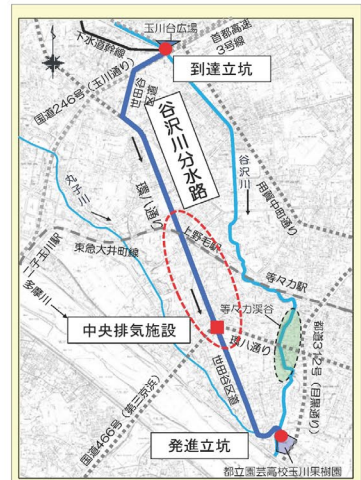 玉川台広場
下水道幹線
首都高速
3号線
国道246号(玉川通り)
到達立坑
世田谷
区道
谷沢川分水路
谷沢川
丸子川
環八通り
用賀中町通り
上野毛駅
二子玉川駅
東急大井町線
等々力駅
多摩川
等々力渓谷
中央排気施設
環八通り
都道312号(目黒通り)
世田谷区道
国道466号(第三京浜)
発進立坑
都立園芸高校玉川果樹園